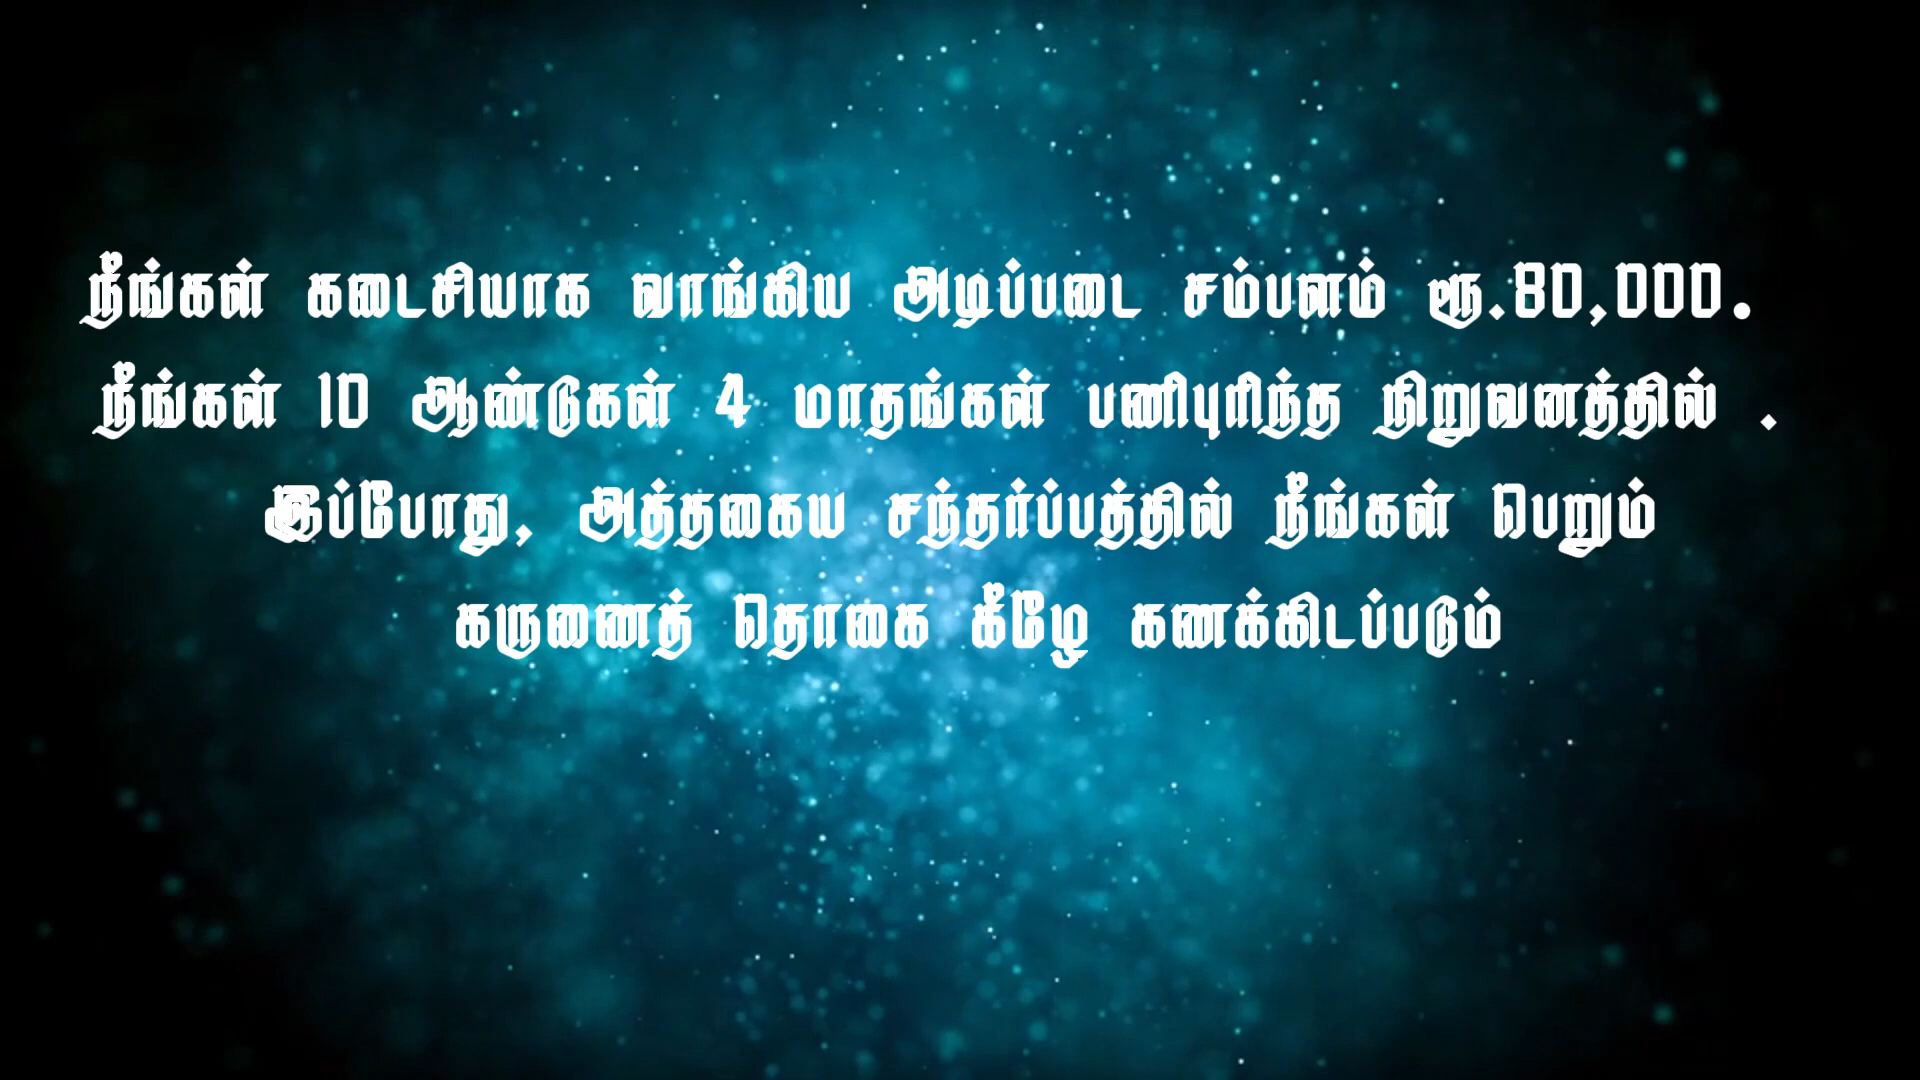 நீங்கள் கடைசியாக வாங்கிய அடிப்படை சம்பளம் ரூ.80,000.
நீங்கள் 10 ஆண்டுகள் 4 மாதங்கள் பணிபுரிந்த நிறுவனத்தில் .
இப்போது, அத்தகைய சந்தர்ப்பத்தில் நீங்கள் பெறும்
கருணைத் தொகை கீழே கணக்கிடப்படும்